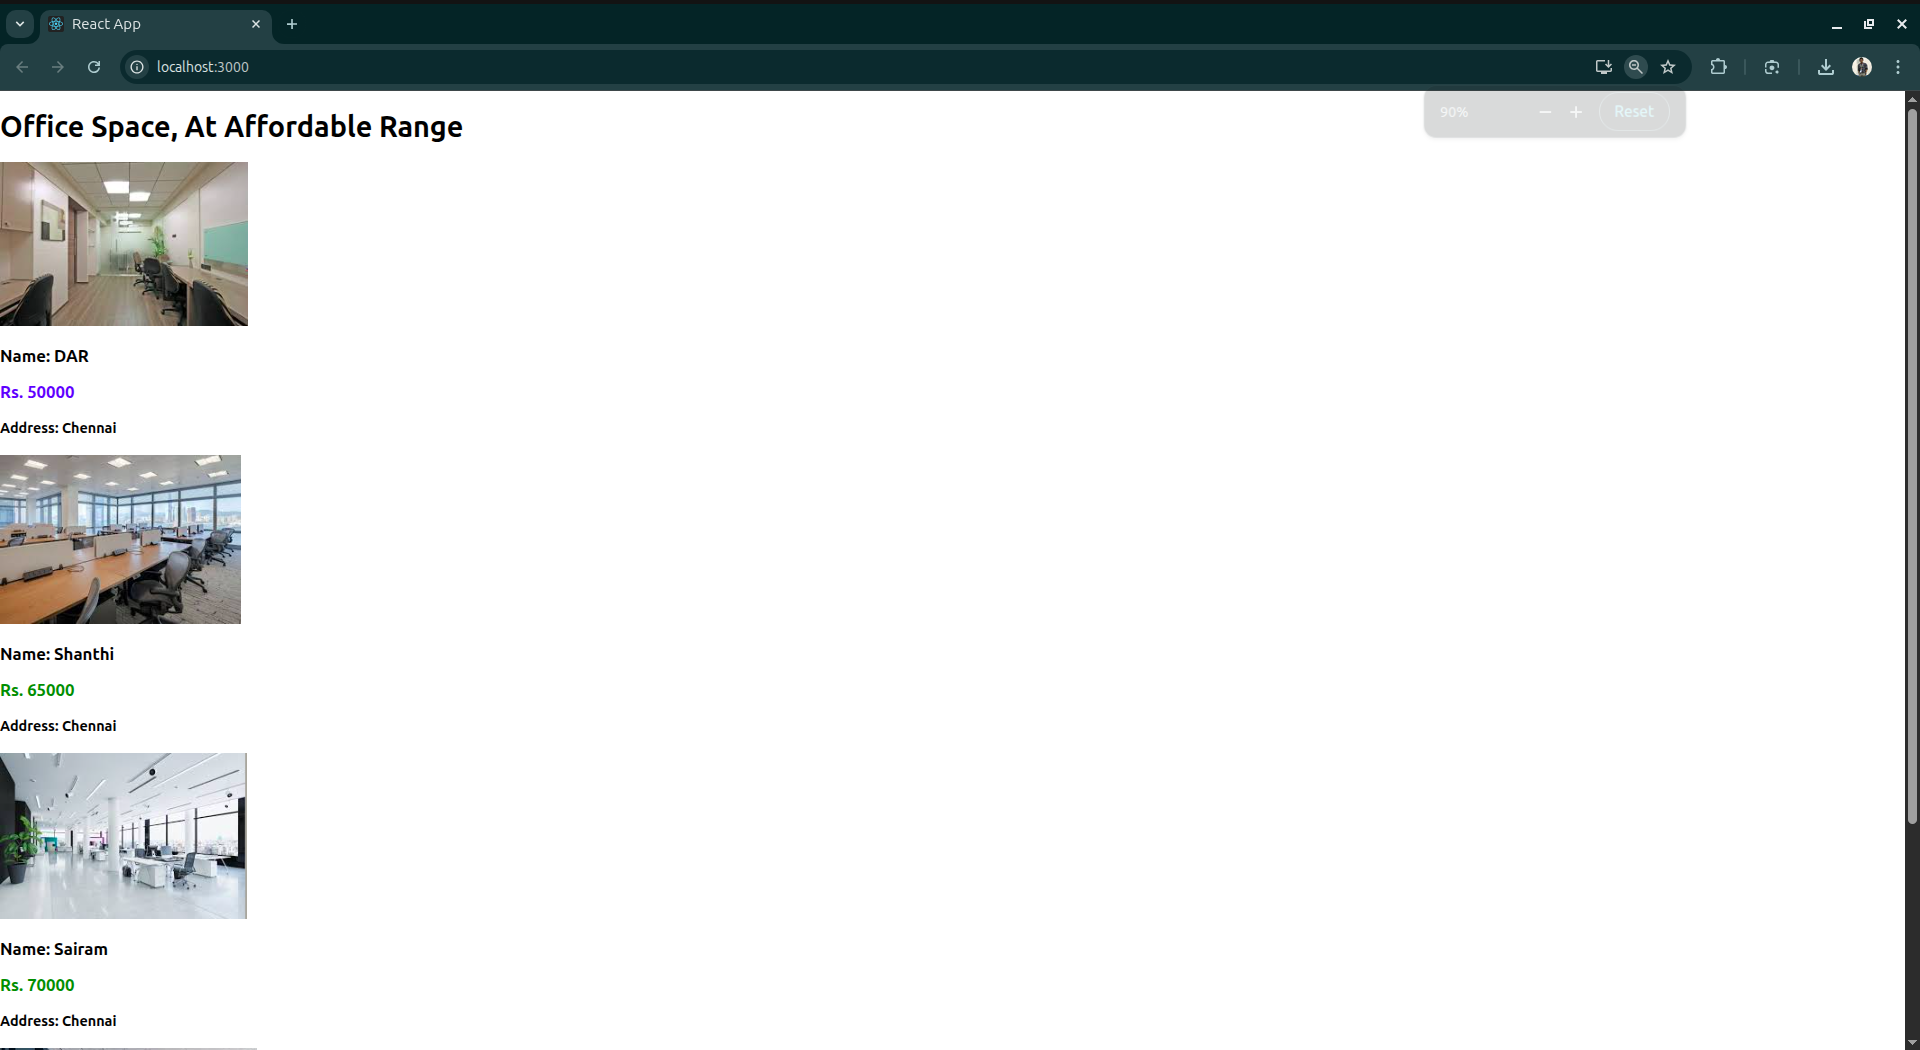 React App
localhost:3000
90%
Reset
Office Space, At Affordable Range
Name: DAR
Rs. 50000
Address: Chennai
Name: Shanthi
Rs. 65000
Address: Chennai
Name: Sairam
Rs. 70000
Address: Chennai